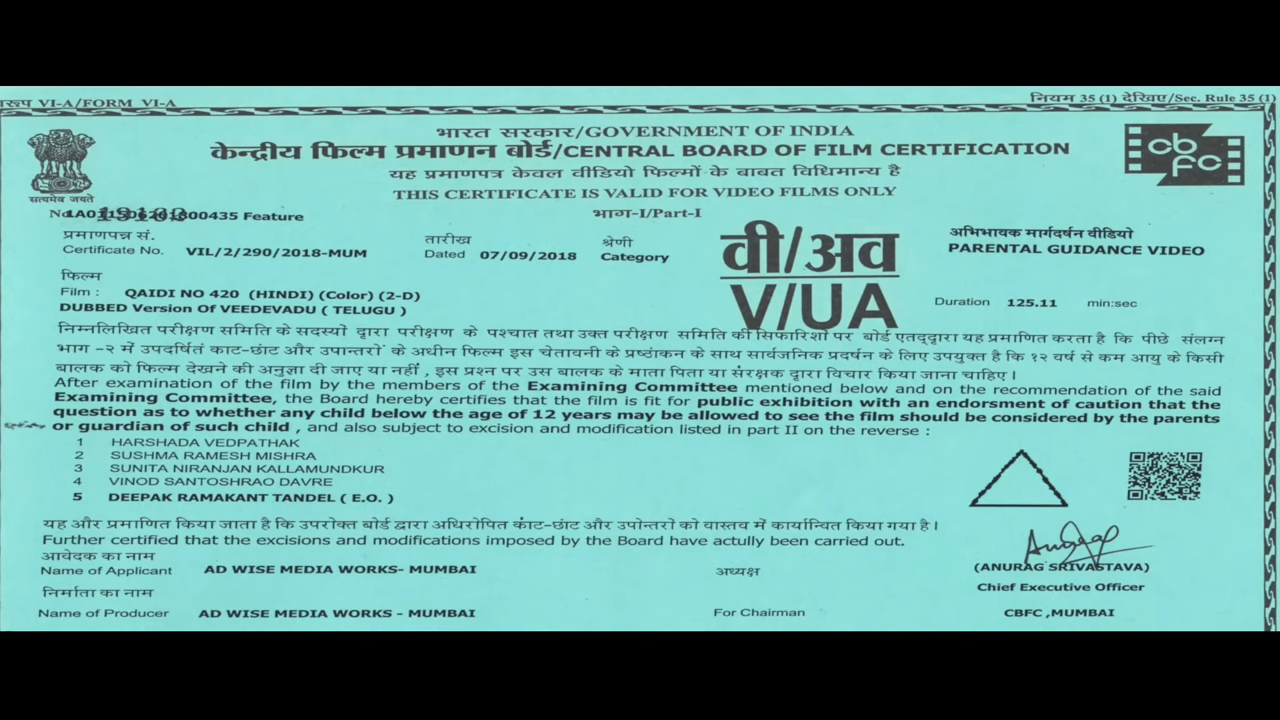 रूप VI-A/FORM VI-A
नियम 35 (1) देखिए/Sec. Rule 35 (1)
भारत सरकार/GOVERNMENT OF INDIA
केन्द्रीय फिल्म प्रमाणन बोर्ड/CENTRAL BOARD OF FILM CERTIFICATION
यह प्रमाणपत्र केवल वीडियो फिल्मों के बाबत विधिमान्य है
THIS CERTIFICATE IS VALID FOR VIDEO FILMS ONLY
cb
fc
सत्यमेव जयते
Feature
भाग-I/Part-I
प्रमाणपत्र सं.
Certificate No. VIL/2/290/2018-MUM
तारीख
Dated 07/09/2018
श्रेणी
Category
वी/अव
V/UA
अभिभावक मार्गदर्षन वीडियो
PARENTAL GUIDANCE VIDEO
फिल्म
Film : QAIDI NO 420 (HINDI) (Color) (2-D)
DUBBED Version Of VEEDEVADU ( TELUGU )
Duration 125.11 min:sec
निम्नलिखित परीक्षण समिति के सदस्यों द्वारा परीक्षण के पश्चात तथा उक्त परीक्षण समिति की सिफारिशों पर बोर्ड एतद्द्वारा यह प्रमाणित करता है कि पीछे संलग्न
भाग -२ में उपदर्षितं काट-छांट और उपान्तरों के अधीन फिल्म इस चेतावनी के प्रष्ठांकन के साथ सार्वजनिक प्रदर्षन के लिए उपयुक्त है कि १२ वर्ष से कम आयु के किसी
बालक को फिल्म देखने की अनुज्ञा दी जाए या नहीं , इस प्रश्न पर उस बालक के माता पिता या संरक्षक द्वारा विचार किया जाना चाहिए ।
After examination of the film by the members of the Examining Committee mentioned below and on the recommendation of the said
Examining Committee, the Board hereby certifies that the film is fit for public exhibition with an endorsment of caution that the
question as to whether any child below the age of 12 years may be allowed to see the film should be considered by the parents
or guardian of such child , and also subject to excision and modification listed in part II on the reverse :
1 HARSHADA VEDPATHAK
2 SUSHMA RAMESH MISHRA
3 SUNITA NIRANJAN KALLAMUNDKUR
4 VINOD SANTOSHRAO DAVRE
5 DEEPAK RAMAKANT TANDEL ( E.O. )
यह और प्रमाणित किया जाता है कि उपरोक्त बोर्ड द्वारा अधिरोपित कांट-छांट और उपोन्तरों को वास्तव में कार्यान्वित किया गया है ।
Further certified that the excisions and modifications imposed by the Board have actully been carried out.
आवेदक का नाम
Name of Applicant AD WISE MEDIA WORKS- MUMBAI
अध्यक्ष
(ANURAG SRIVASTAVA)
Chief Executive Officer
निर्माता का नाम
Name of Producer AD WISE MEDIA WORKS - MUMBAI
For Chairman
CBFC ,MUMBAI